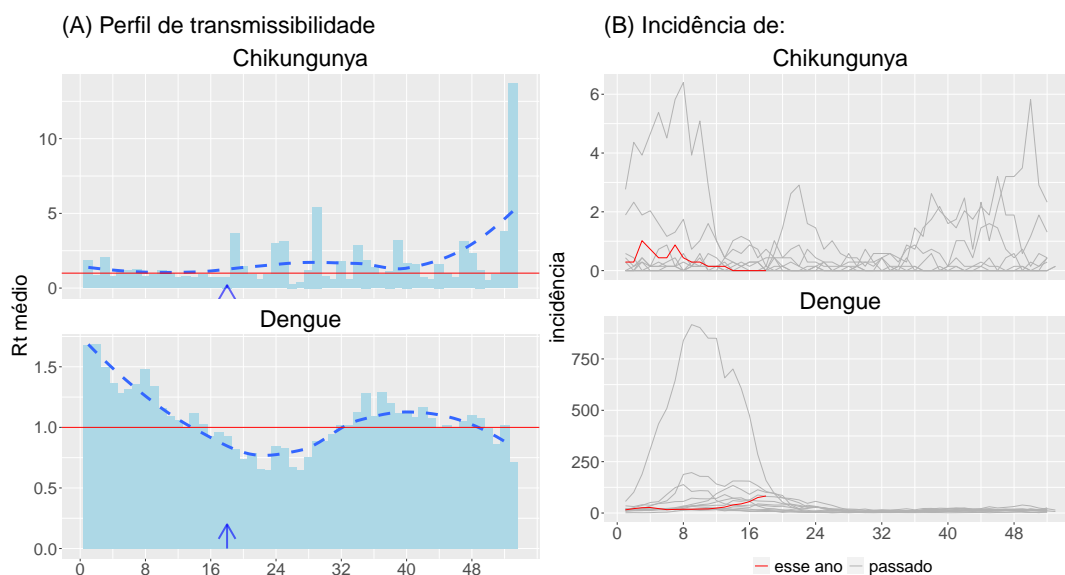 (A) Perfil de transmissibilidade
Chikungunya
10
5
0
Dengue
1.5
1.0
0.5
0.0
0 8 16 24 32 40 48
Rt médio
(B) Incidência de:
Chikungunya
6
4
2
0
Dengue
750
500
250
0
0 8 16 24 32 40 48
incidência
esse ano passado